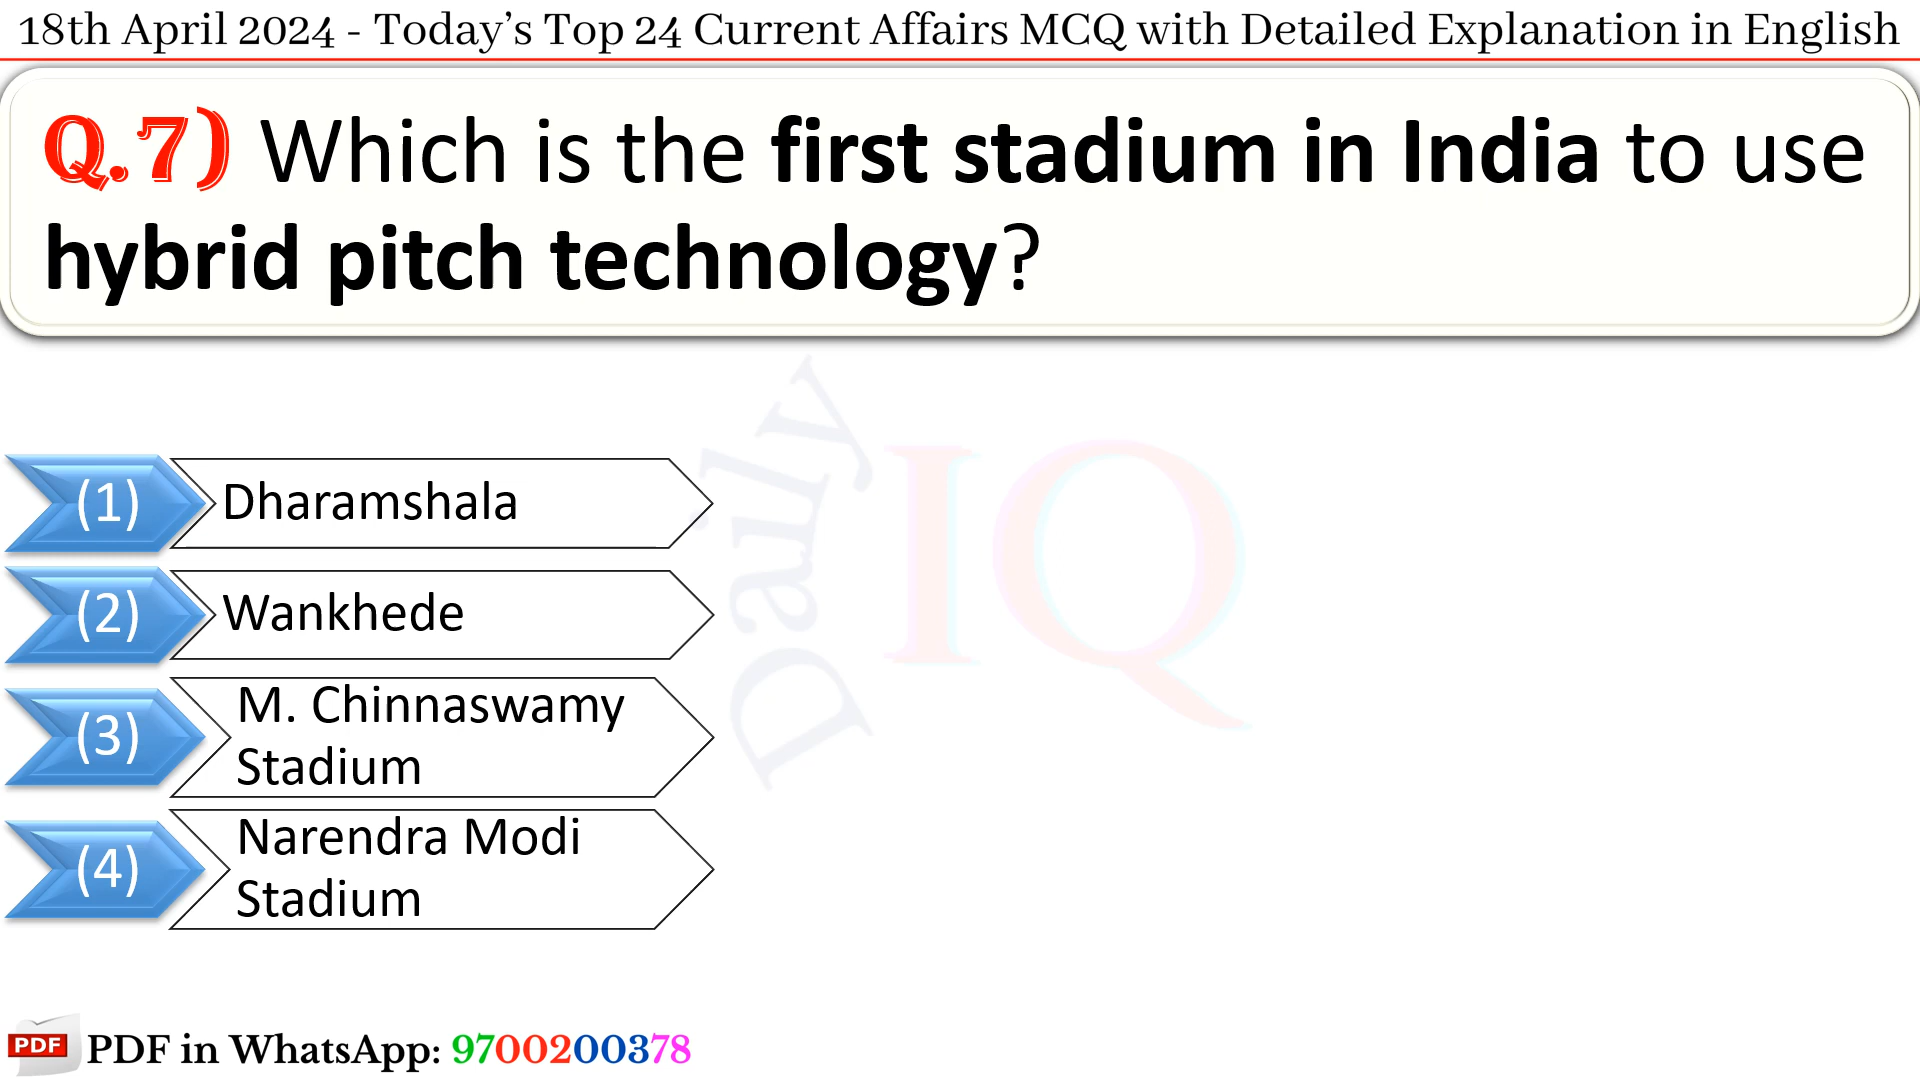 18th April 2024 - Today’s Top 24 Current Affairs MCQ with Detailed Explanation in English
Q.7) Which is the first stadium in India to use
hybrid pitch technology?
(1) Dharamshala
(2) Wankhede
(3) M. Chinnaswamy
Stadium
(4) Narendra Modi
Stadium
Daily IQ
PDF PDF in WhatsApp: 9700200378